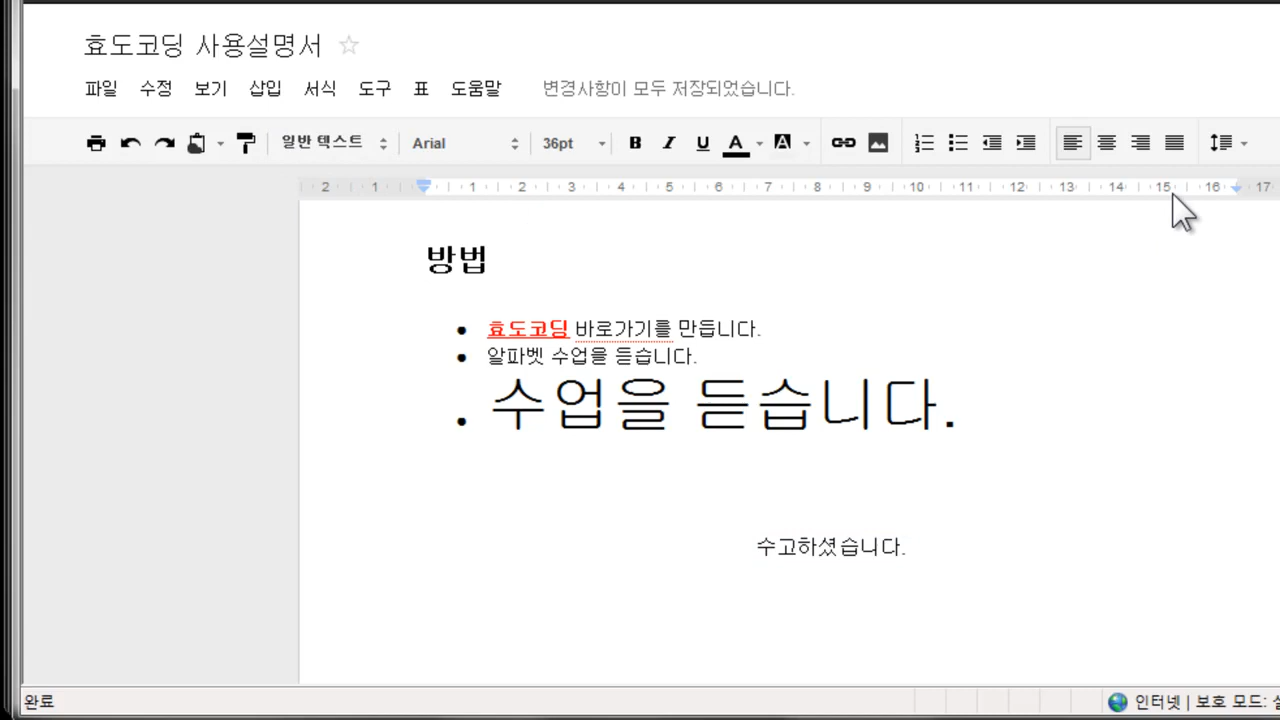 효도코딩 사용설명서
파일 수정 보기 삽입 서식 도구 표 도움말 변경사항이 모두 저장되었습니다.
일반 텍스트 Arial 36pt B I U A A
2 1 1 2 3 4 5 6 7 8 9 10 11 12 13 14 15 16 17
방법
효도코딩 바로가기를 만듭니다.
알파벳 수업을 듣습니다.
수업을 듣습니다.
수고하셨습니다.
완료 인터넷 | 보호 모드: